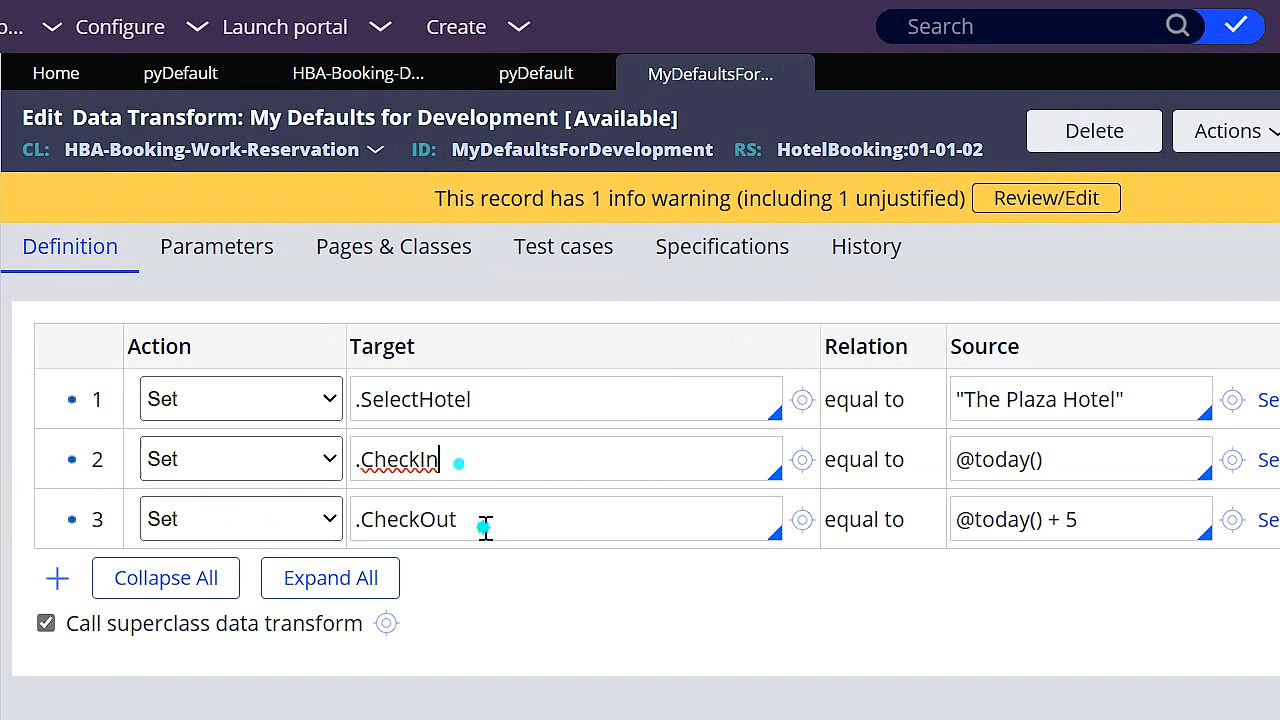 o... Configure Launch portal Create Search
Home pyDefault HBA-Booking-D... pyDefault MyDefaultsFor...
Edit Data Transform: My Defaults for Development [Available] Delete Actions
CL: HBA-Booking-Work-Reservation ID: MyDefaultsForDevelopment RS: HotelBooking:01-01-02
This record has 1 info warning (including 1 unjustified) Review/Edit
Definition Parameters Pages & Classes Test cases Specifications History
Action Target Relation Source
1 Set .SelectHotel equal to "The Plaza Hotel" Se
2 Set .CheckIn equal to @today() Se
3 Set .CheckOut equal to @today() + 5 Se
+ Collapse All Expand All
Call superclass data transform